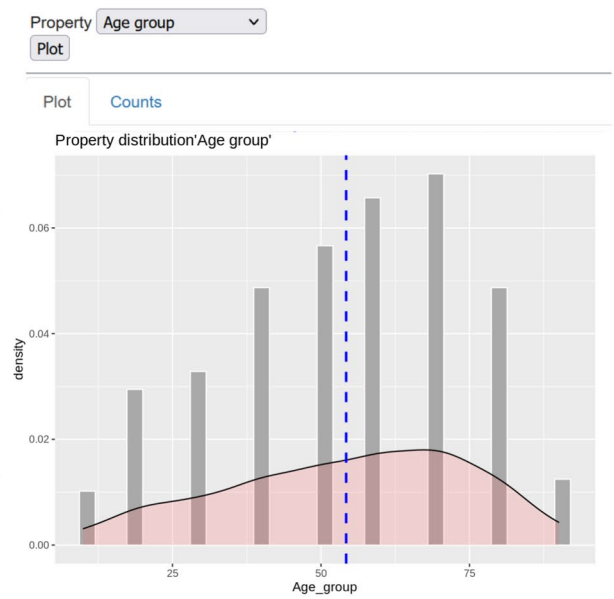 Property Age group
Plot
Plot Counts
Property distribution'Age group'
0.06
0.04
density
0.02
0.00
25 50 75
Age_group